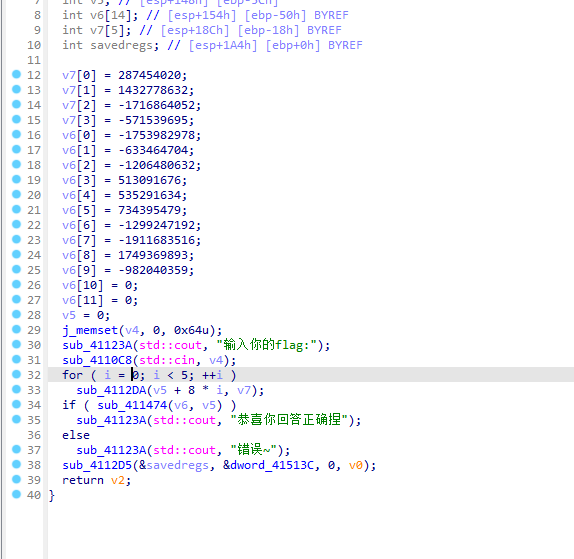 7 int v5; // [esp+148h] [ebp-5Ch]
8 int v6[14]; // [esp+154h] [ebp-50h] BYREF
9 int v7[5]; // [esp+18Ch] [ebp-18h] BYREF
10 int savedregs; // [esp+1A4h] [ebp+0h] BYREF
11
12 v7[0] = 287454020;
13 v7[1] = 1432778632;
14 v7[2] = -1716864052;
15 v7[3] = -571539695;
16 v6[0] = -1753982978;
17 v6[1] = -633464704;
18 v6[2] = -1206480632;
19 v6[3] = 513091676;
20 v6[4] = 535291634;
21 v6[5] = 734395479;
22 v6[6] = -1299247192;
23 v6[7] = -1911683516;
24 v6[8] = 1749369893;
25 v6[9] = -982040359;
26 v6[10] = 0;
27 v6[11] = 0;
28 v5 = 0;
29 j_memset(v4, 0, 0x64u);
30 sub_41123A(std::cout, "输入你的flag:");
31 sub_4110C8(std::cin, v4);
32 for ( i = 0; i < 5; ++i )
33 sub_4112DA(v5 + 8 * i, v7);
34 if ( sub_411474(v6, v5) )
35 sub_41123A(std::cout, "恭喜你回答正确捏");
36 else
37 sub_41123A(std::cout, "错误~");
38 sub_4112D5(&savedregs, &dword_41513C, 0, v0);
39 return v2;
40 }